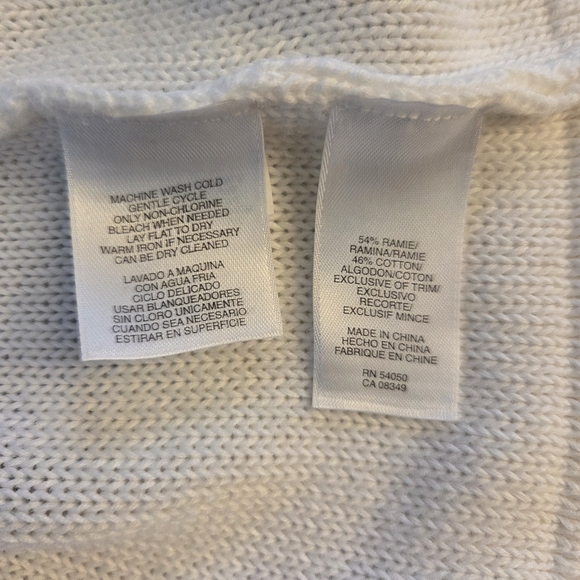 MACHINE WASH COLD
GENTLE CYCLE
ONLY NON-CHLORINE
BLEACH WHEN NEEDED
LAY FLAT TO DRY
WARM IRON IF NECESSARY
CAN BE DRY CLEANED
LAVADO A MAQUINA
CON AGUA FRIA
CICLO DELICADO
USAR BLANQUEADORES
SIN CLORO UNICAMENTE
CUANDO SEA NECESARIO
ESTIRAR EN SUPERFICIE
54% RAMIE/
RAMINA/RAMIE
46% COTTON/
ALGODON/COTON
EXCLUSIVE OF TRIM/
EXCLUSIVO
RECORTE/
EXCLUSIF MINCE
MADE IN CHINA
HECHO EN CHINA
FABRIQUE EN CHINE
RN 54050
CA 08349